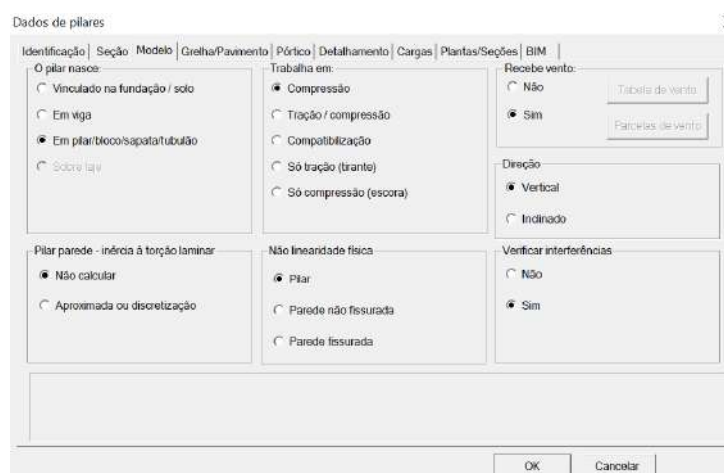 Dados de pilares
Identificação Seção Modelo Grelha/Pavimento Pórtico Detalhamento Cargas Plantas/Seções BIM
O pilar nasce:
Vinculado na fundação / solo
Em viga
Em pilar/bloco/sapata/tubulão
Sobre laje
Trabalha em:
Compressão
Tração / compressão
Compatibilização
Só tração (tirante)
Só compressão (escora)
Recebe vento:
Não
Tabela de vento
Sim
Parcelas de vento
Direção
Vertical
Inclinado
Pilar parede - inércia à torção laminar
Não calcular
Aproximada ou discretização
Não linearidade física
Pilar
Parede não fissurada
Parede fissurada
Verificar interferências
Não
Sim
OK
Cancelar